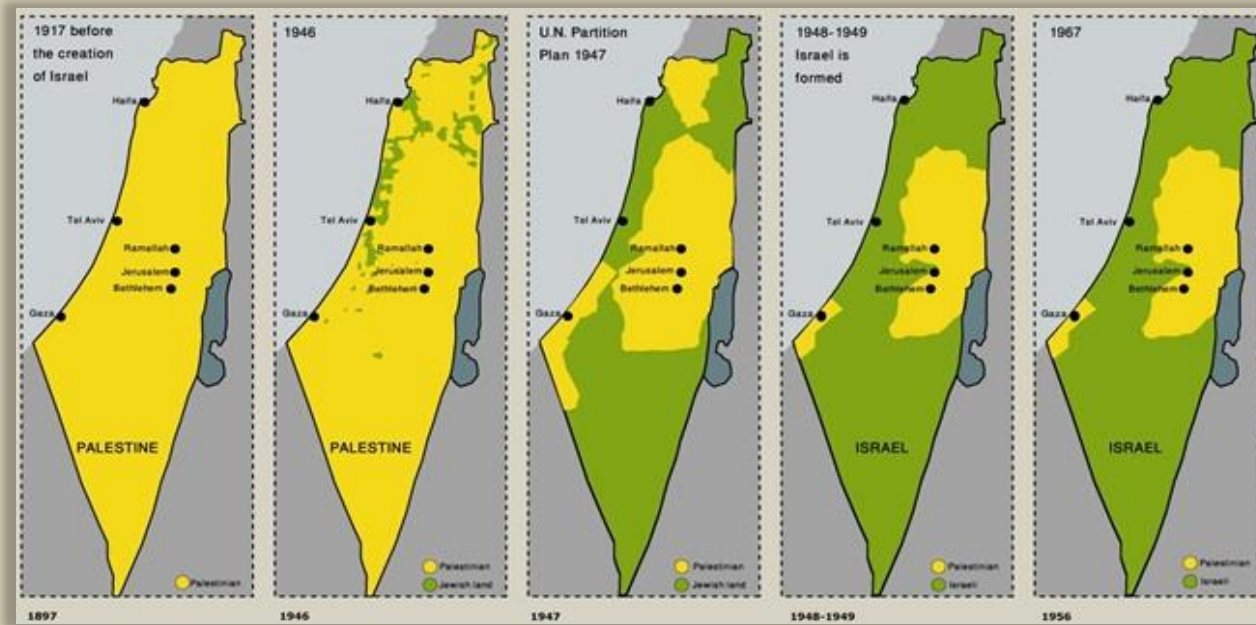 1917 before
the creation
of Israel
Haifa
Tel Aviv
Ramallah
Jerusalem
Bethlehem
Gaza
PALESTINE
Palestinian
1897
1946
Haifa
Tel Aviv
Ramallah
Jerusalem
Bethlehem
Gaza
PALESTINE
Palestinian
Jewish land
1946
U.N. Partition
Plan 1947
Haifa
Tel Aviv
Ramallah
Jerusalem
Bethlehem
Gaza
Palestinian
Jewish land
1947
1948-1949
Israel is
formed
Haifa
Tel Aviv
Ramallah
Jerusalem
Bethlehem
Gaza
ISRAEL
Palestinian
Israeli
1948-1949
1967
Haifa
Tel Aviv
Ramallah
Jerusalem
Bethlehem
Gaza
ISRAEL
Palestinian
Israeli
1956